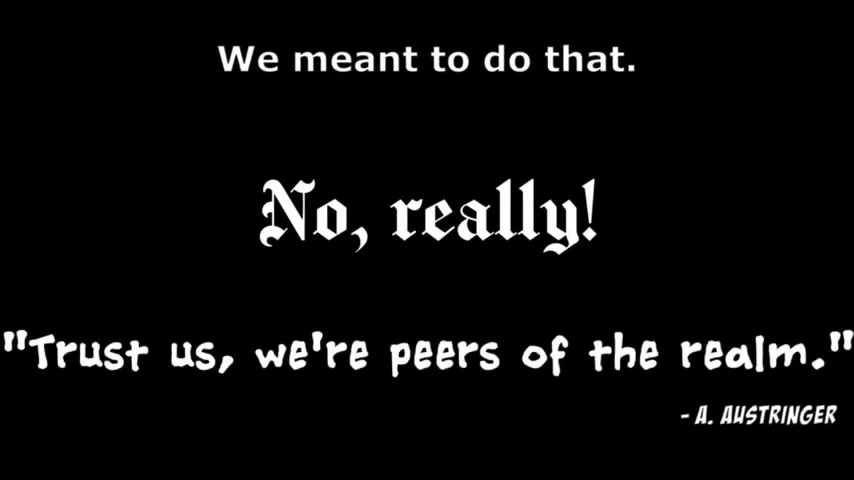 We meant to do that.
No, really!
"Trust us, we're peers of the realm."
- A. AUSTRINGER